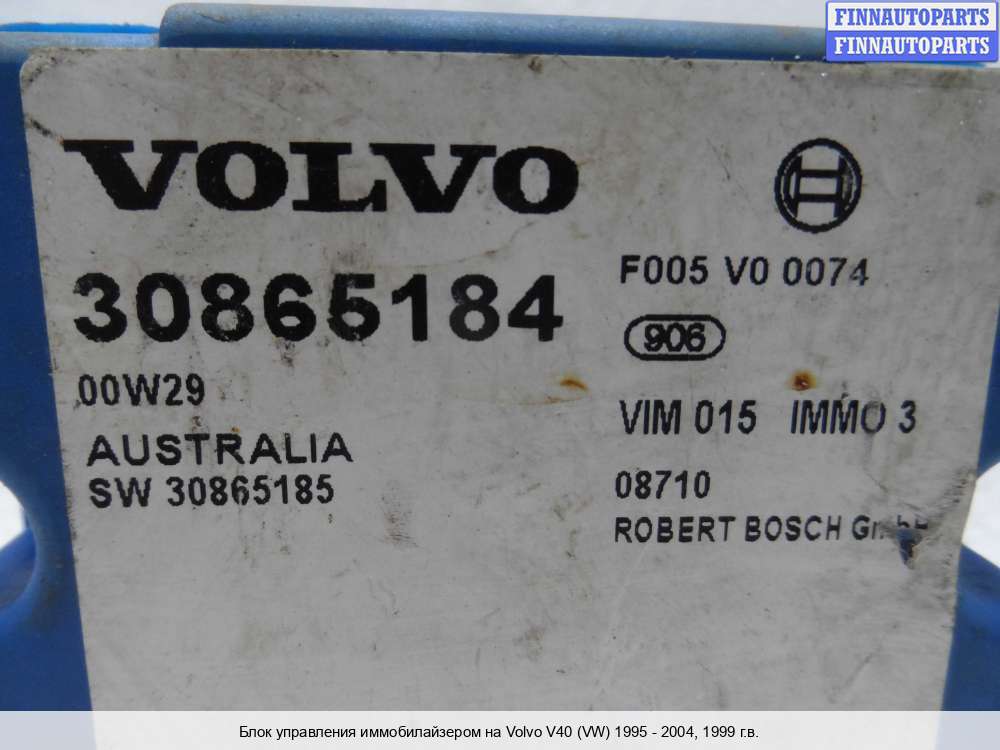 FINNAUTOPARTS
FINNAUTOPARTS
VOLVO
30865184
F005 V0 0074
906
00W29
VIM 015 IMMO 3
AUSTRALIA
SW 30865185
08710
ROBERT BOSCH GmbH
Блок управления иммобилайзером на Volvo V40 (VW) 1995 - 2004, 1999 г.в.